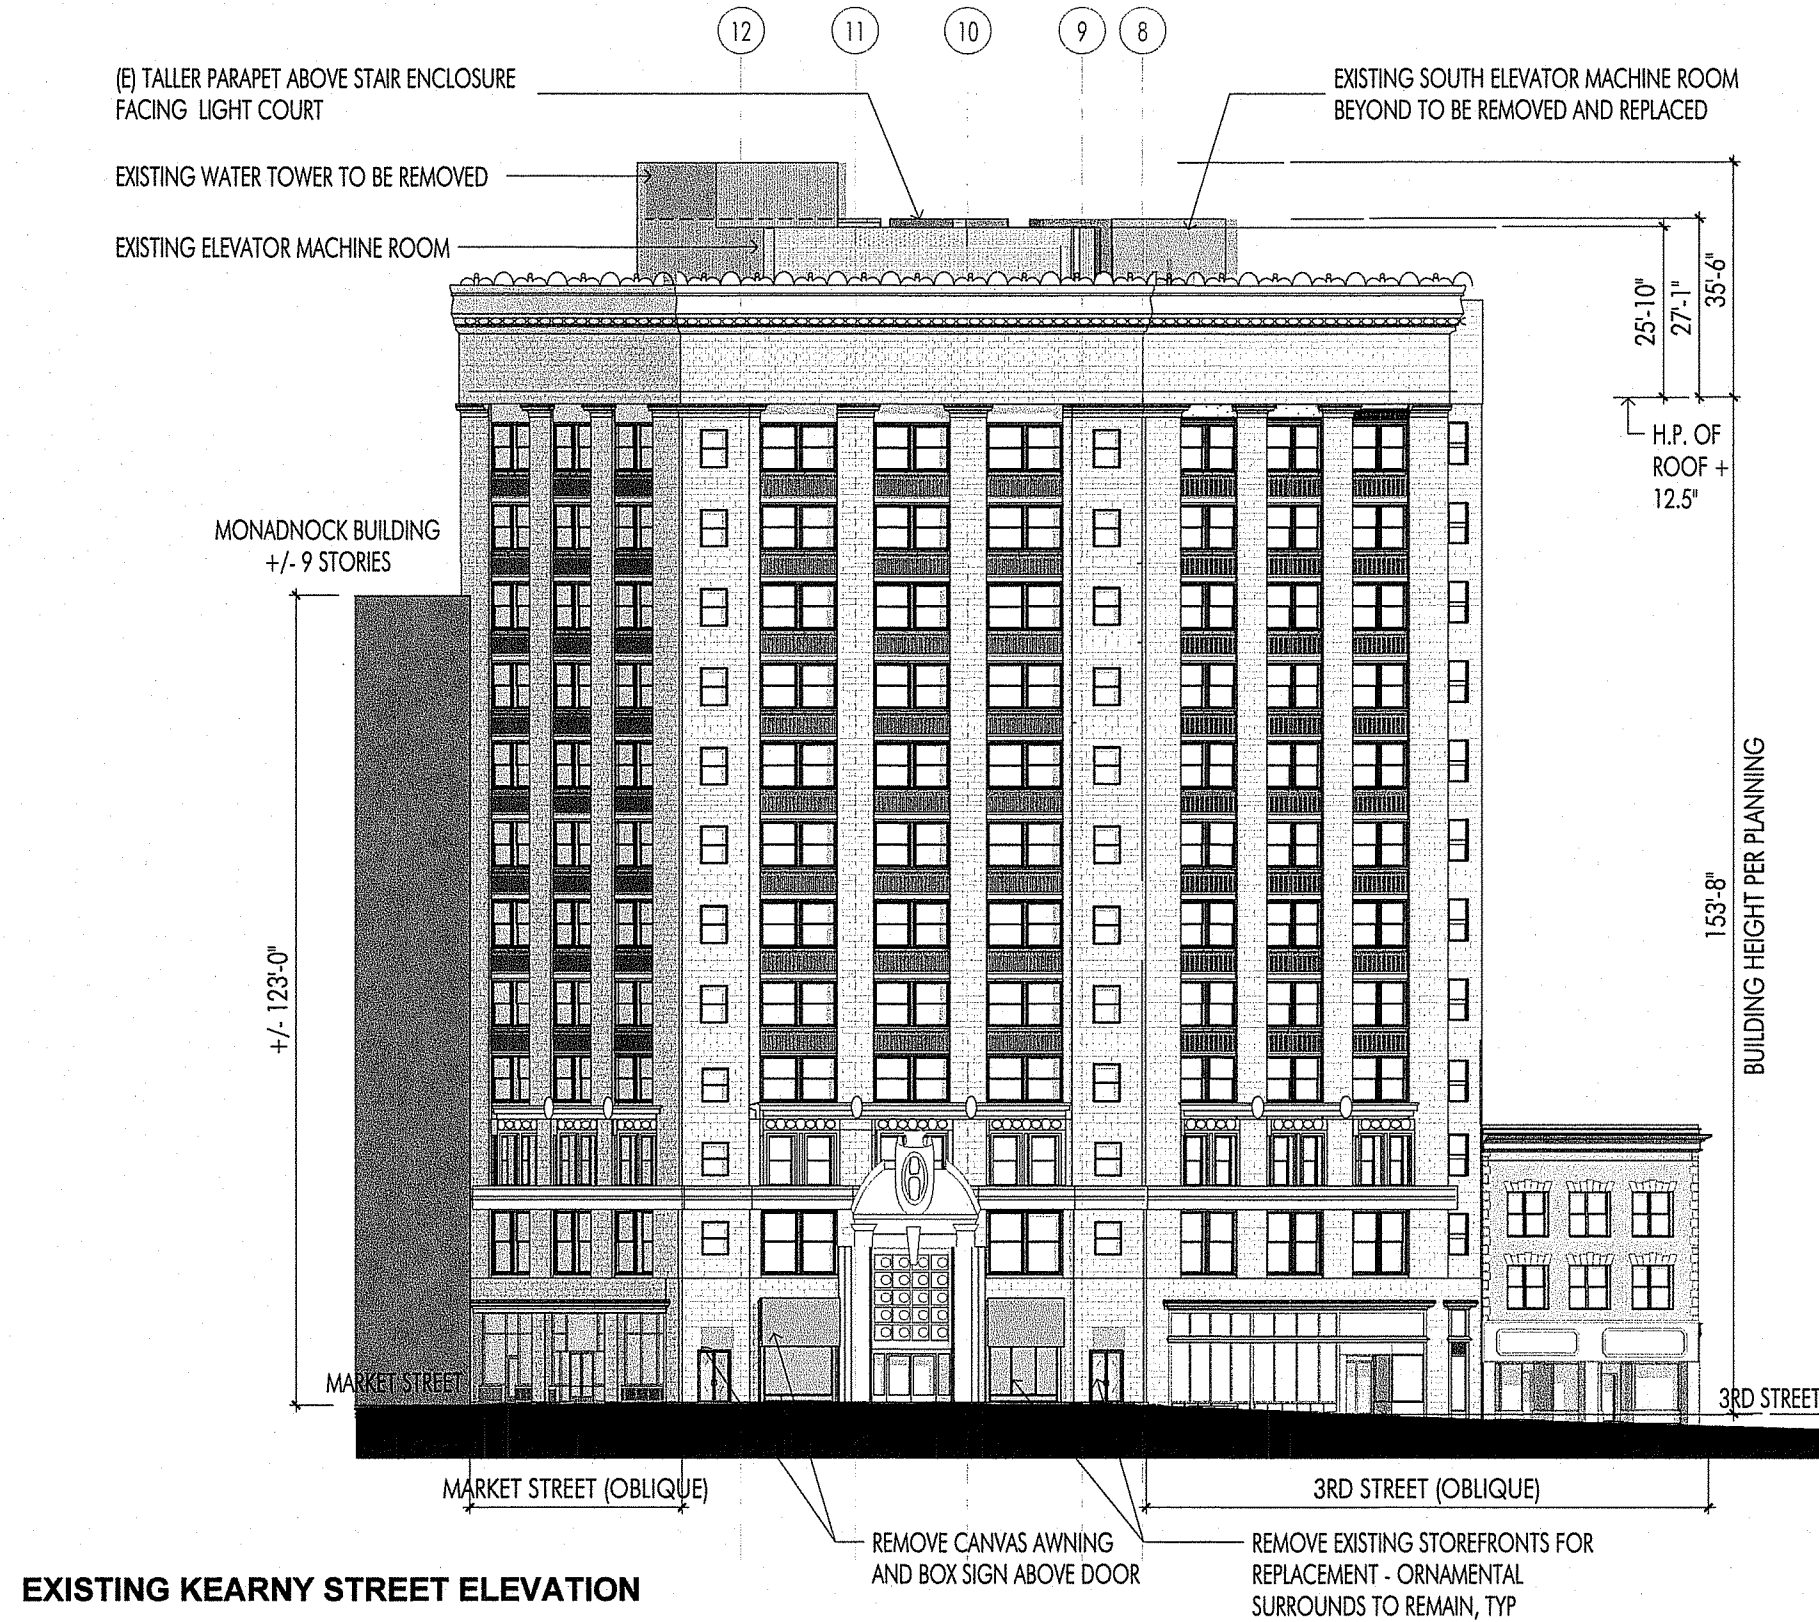 12 11 10 9 8
(E) TALLER PARAPET ABOVE STAIR ENCLOSURE
FACING LIGHT COURT
EXISTING SOUTH ELEVATOR MACHINE ROOM
BEYOND TO BE REMOVED AND REPLACED
EXISTING WATER TOWER TO BE REMOVED
EXISTING ELEVATOR MACHINE ROOM
25'-10"
27'-1"
35'-6"
H.P. OF
ROOF +
12.5"
MONADNOCK BUILDING
+/- 9 STORIES
+/- 123'-0"
153'-8"
BUILDING HEIGHT PER PLANNING
MARKET STREET
3RD STREET
MARKET STREET (OBLIQUE)
3RD STREET (OBLIQUE)
REMOVE CANVAS AWNING
AND BOX SIGN ABOVE DOOR
REMOVE EXISTING STOREFRONTS FOR
REPLACEMENT - ORNAMENTAL
SURROUNDS TO REMAIN, TYP
EXISTING KEARNY STREET ELEVATION